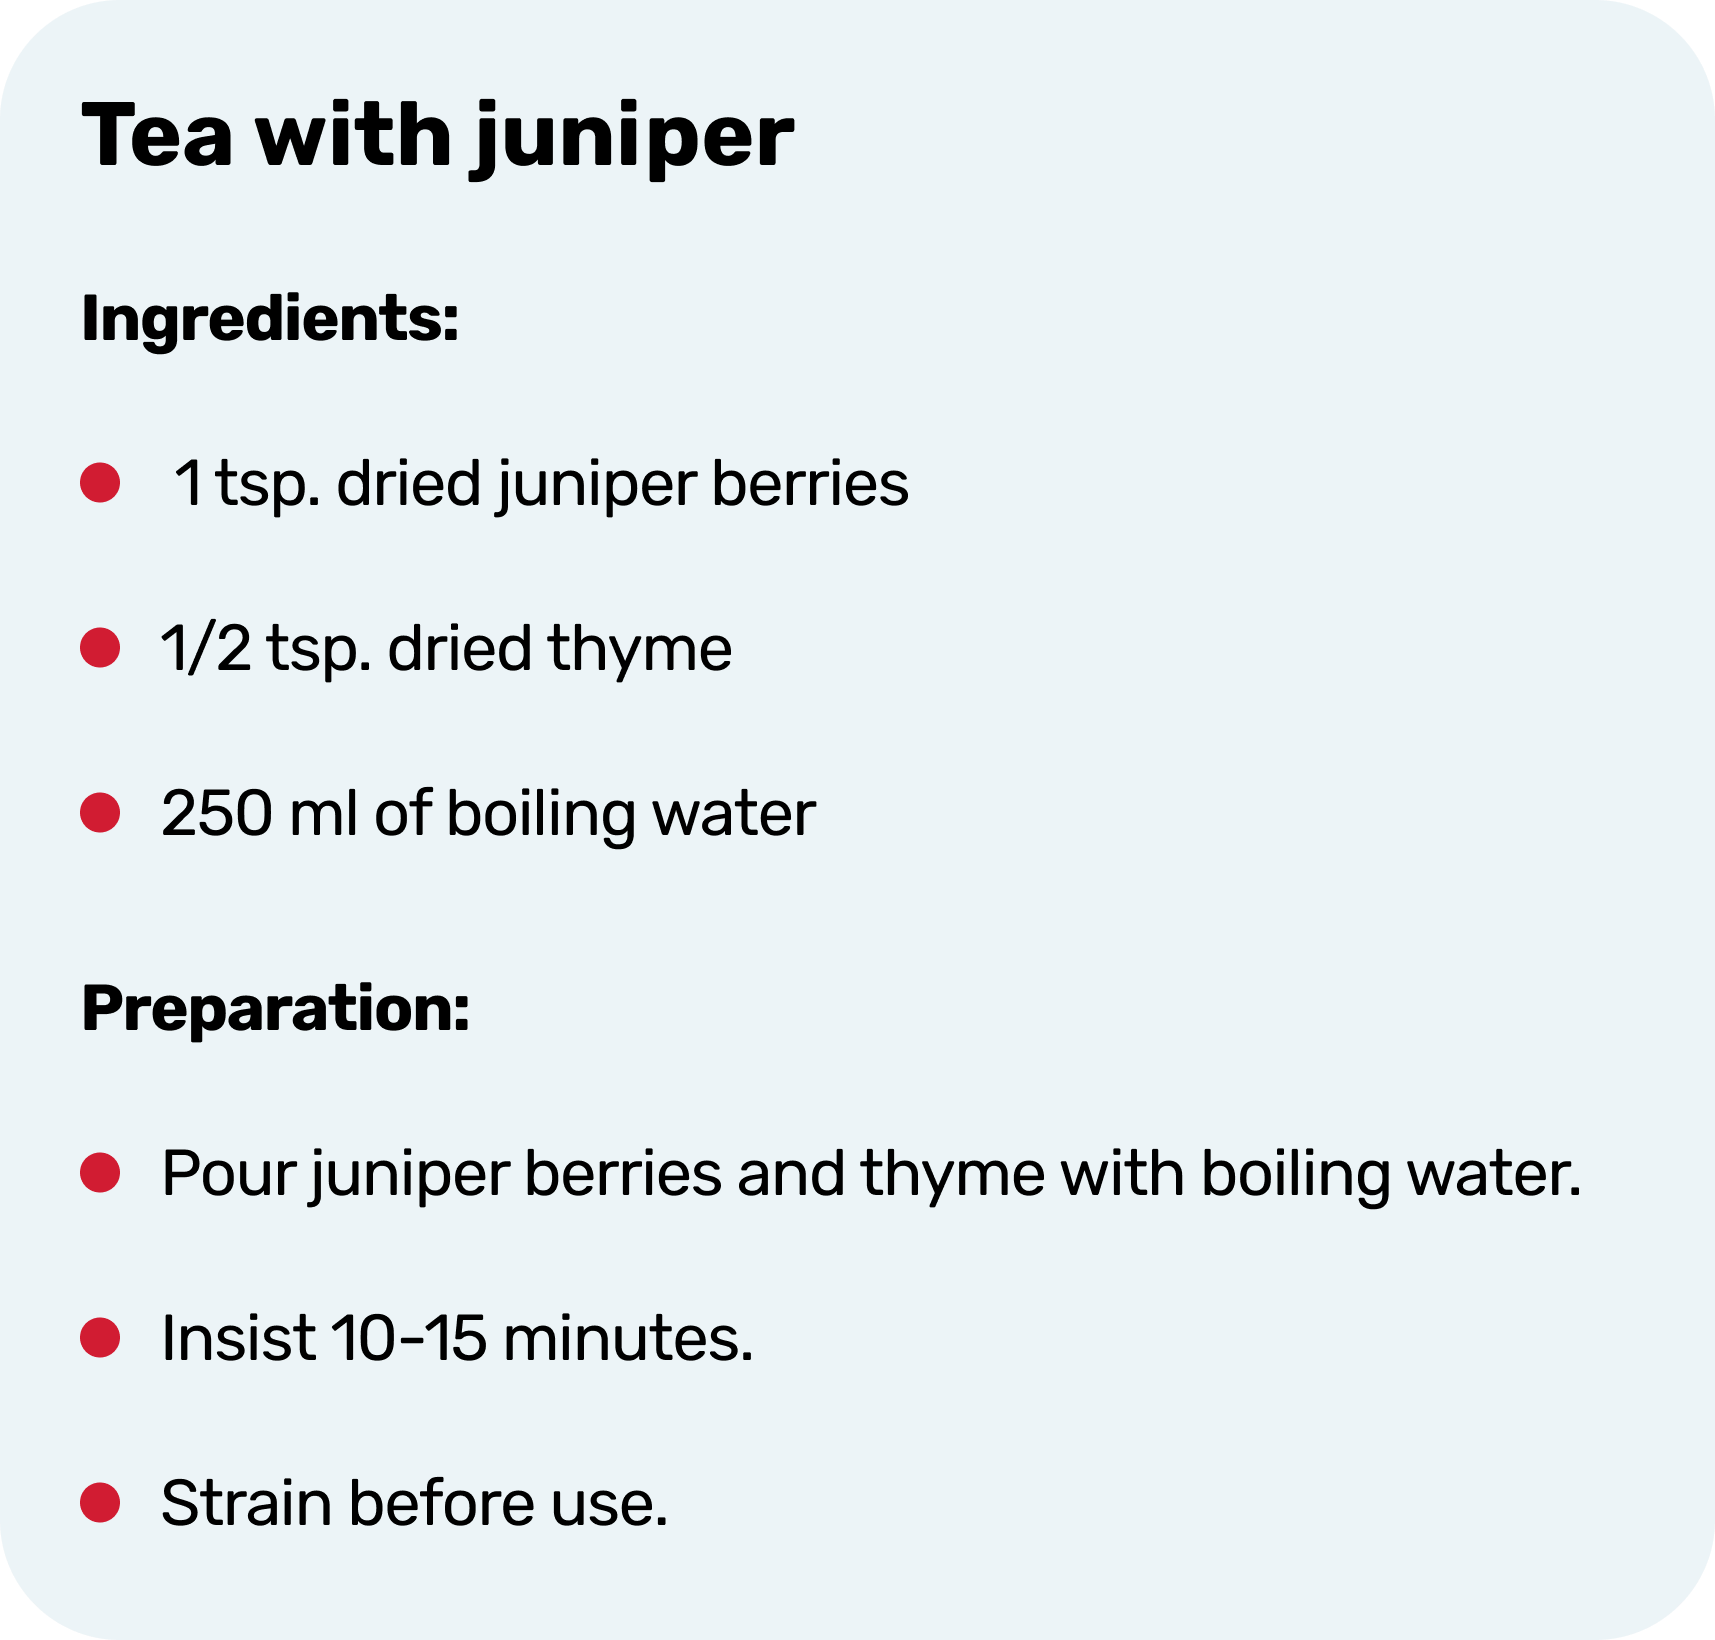 Tea with juniper
Ingredients:
1 tsp. dried juniper berries
1/2 tsp. dried thyme
250 ml of boiling water
Preparation:
Pour juniper berries and thyme with boiling water.
Insist 10-15 minutes.
Strain before use.